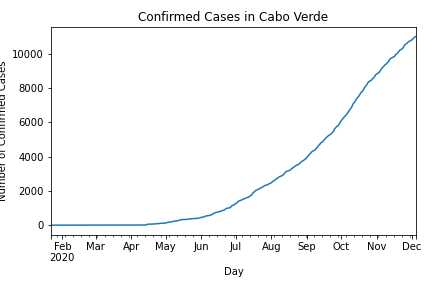 Confirmed Cases in Cabo Verde
Number of Confirmed Cases
10000
8000
6000
4000
2000
0
Feb Mar Apr May Jun Jul Aug Sep Oct Nov Dec
2020
Day